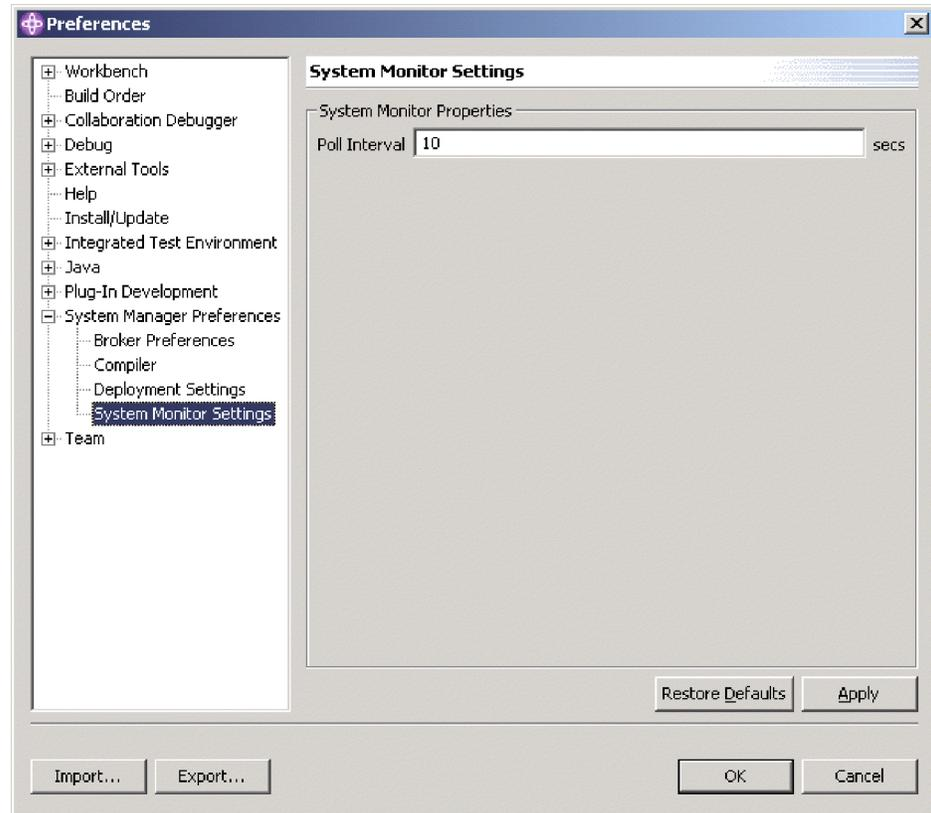 Preferences
Workbench
Build Order
Collaboration Debugger
Debug
External Tools
Help
Install/Update
Integrated Test Environment
Java
Plug-In Development
System Manager Preferences
Broker Preferences
Compiler
Deployment Settings
System Monitor Settings
Team
System Monitor Settings
System Monitor Properties
Poll Interval 10 secs
Restore Defaults Apply
Import... Export... OK Cancel